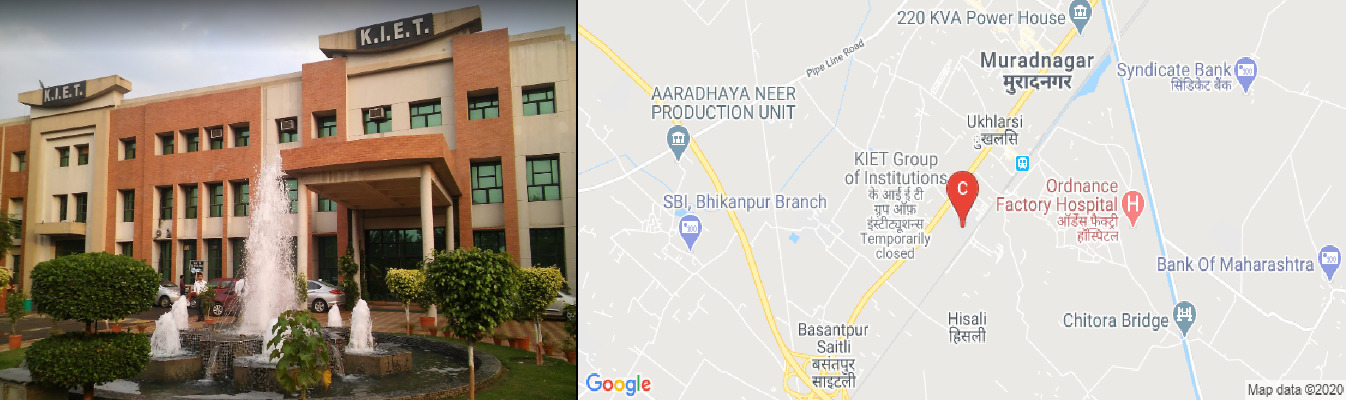 K.I.E.T.
K.I.E.T.
220 KVA Power House
Muradnagar
मुरादनगर
Pipe Line Road
Syndicate Bank
सिंडिकेट बैंक
AARADHAYA NEER
PRODUCTION UNIT
Ukhlarsi
खुखलसि
KIET Group
of Institutions
के आई ई टी
ग्रुप ऑफ़
इंस्टीट्यूशन्स
Temporarily
closed
C
Ordnance
Factory Hospital
ऑर्डनेंस फैक्ट्री
हॉस्पिटल
H
SBI, Bhikanpur Branch
Bank Of Maharashtra
Hisali
हिसली
Chitora Bridge
Basantpur
Saitli
बसंतपुर
साइटली
Google
Map data ©2020